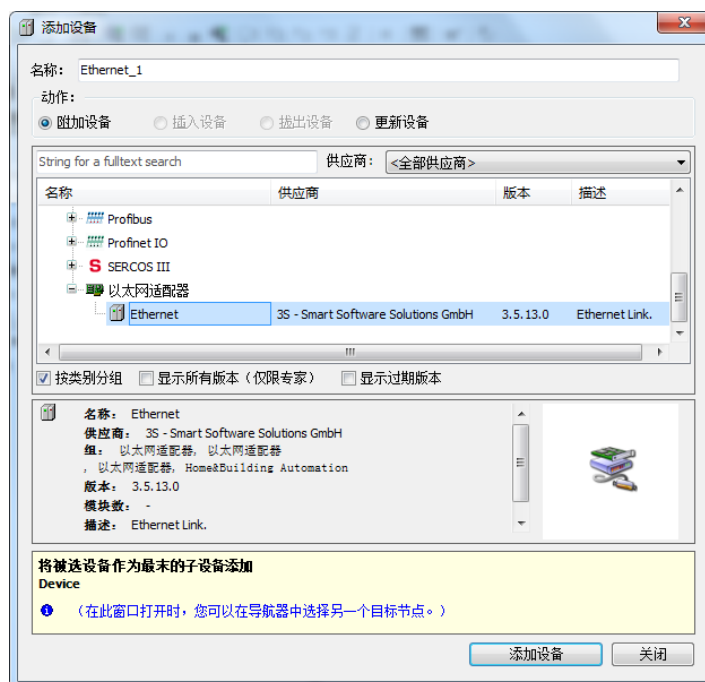 添加设备
名称： Ethernet_1
动作：
附加设备 插入设备 拔出设备 更新设备
String for a fulltext search 供应商： <全部供应商>
名称 供应商 版本 描述
Profibus
Profinet IO
SERCOS III
以太网适配器
Ethernet 3S - Smart Software Solutions GmbH 3.5.13.0 Ethernet Link.
按类别分组 显示所有版本（仅限专家） 显示过期版本
名称： Ethernet
供应商： 3S - Smart Software Solutions GmbH
组： 以太网适配器, 以太网适配器
, 以太网适配器, Home&Building Automation
版本： 3.5.13.0
模块数： -
描述： Ethernet Link.
将被选设备作为最末的子设备添加
Device
（在此窗口打开时，您可以在导航器中选择另一个目标节点。）
添加设备 关闭